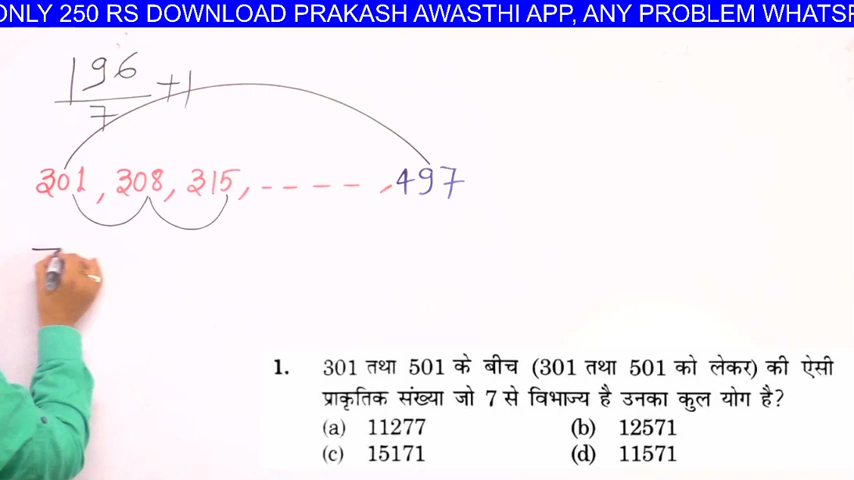 ONLY 250 RS DOWNLOAD PRAKASH AWASTHI APP, ANY PROBLEM WHATSP
196
7
+1
301, 308, 315, - - - - , 497
1. 301 तथा 501 के बीच (301 तथा 501 को लेकर) की ऐसी
प्राकृतिक संख्या जो 7 से विभाज्य है उनका कुल योग है?
(a) 11277 (b) 12571
(c) 15171 (d) 11571